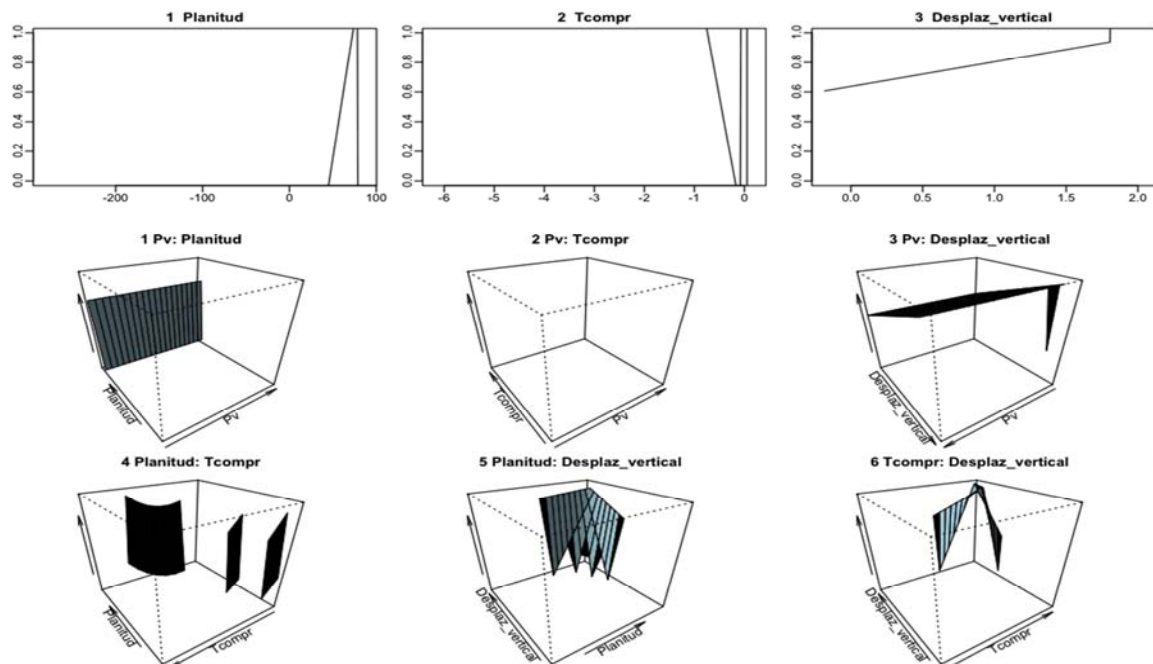 1 Planitud
2 Tcompr
3 Desplaz_vertical
1.0
0.8
0.6
0.4
0.2
0.0
1.0
0.8
0.6
0.4
0.2
0.0
1.0
0.8
0.6
0.4
0.2
0.0
-200 -100 0 100
-6 -5 -4 -3 -2 -1 0
0.0 0.5 1.0 1.5 2.0
1 Pv: Planitud
2 Pv: Tcompr
3 Pv: Desplaz_vertical
Planitud
Pv
Tcompr
Pv
Desplaz_vertical
Pv
4 Planitud: Tcompr
5 Planitud: Desplaz_vertical
6 Tcompr: Desplaz_vertical
Planitud
Tcompr
Desplaz_vertical
Planitud
Desplaz_vertical
Tcompr